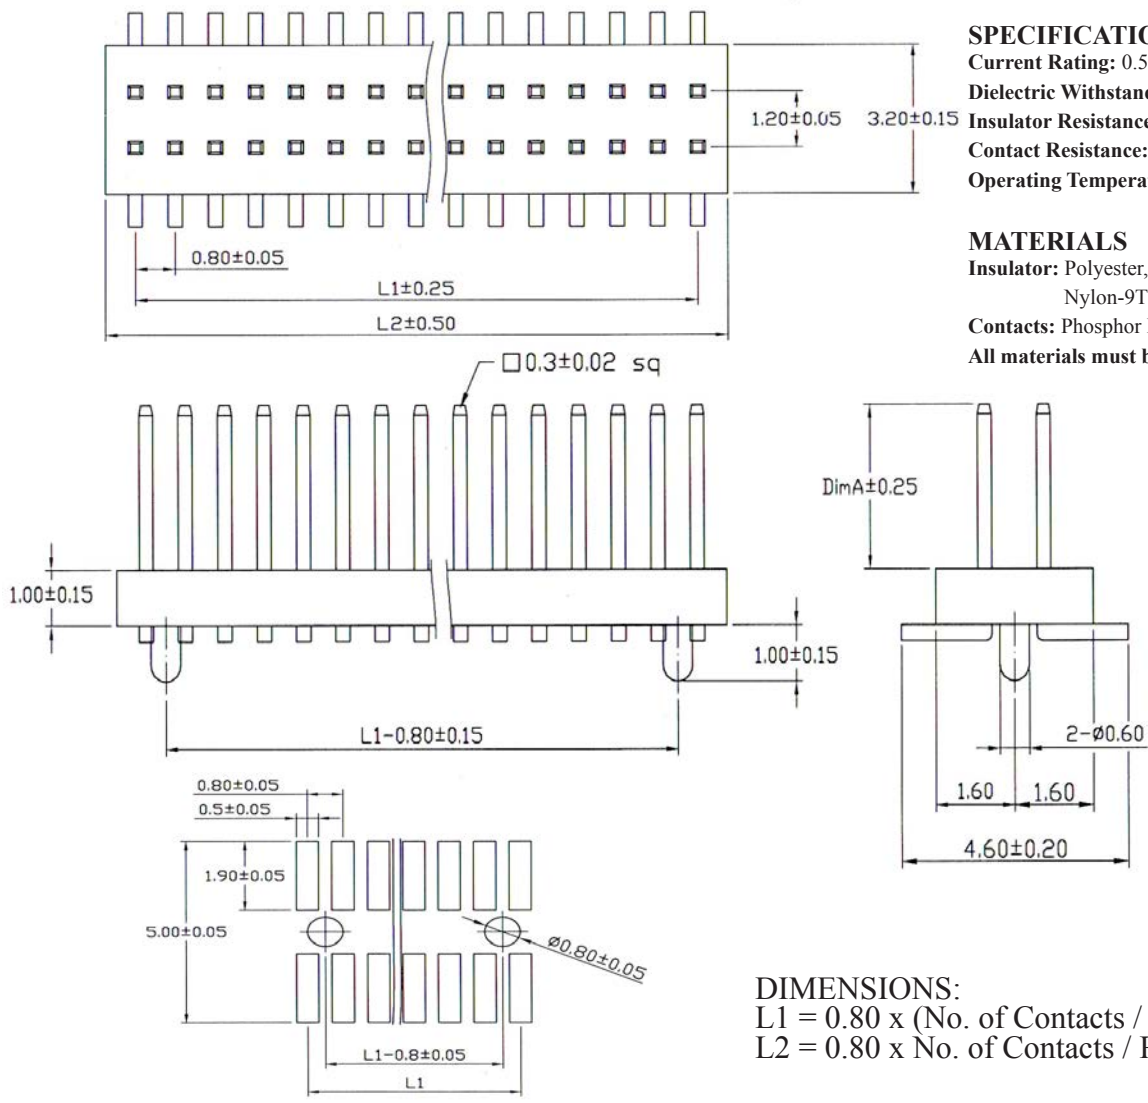 SPECIFICATIO
Current Rating: 0.5
Dielectric Withstand
Insulator Resistance
Contact Resistance:
Operating Tempera
1.20±0.05
3.20±0.15
0.80±0.05
L1±0.25
L2±0.50
MATERIALS
Insulator: Polyester,
Nylon-9T
Contacts: Phosphor
All materials must b
□0.3±0.02 sq
DimA±0.25
1.00±0.15
1.00±0.15
L1-0.80±0.15
2-Ø0.60
1.60
1.60
4.60±0.20
0.80±0.05
0.5±0.05
1.90±0.05
5.00±0.05
Ø0.80±0.05
L1-0.8±0.05
L1
DIMENSIONS:
L1 = 0.80 x (No. of Contacts /
L2 = 0.80 x No. of Contacts /